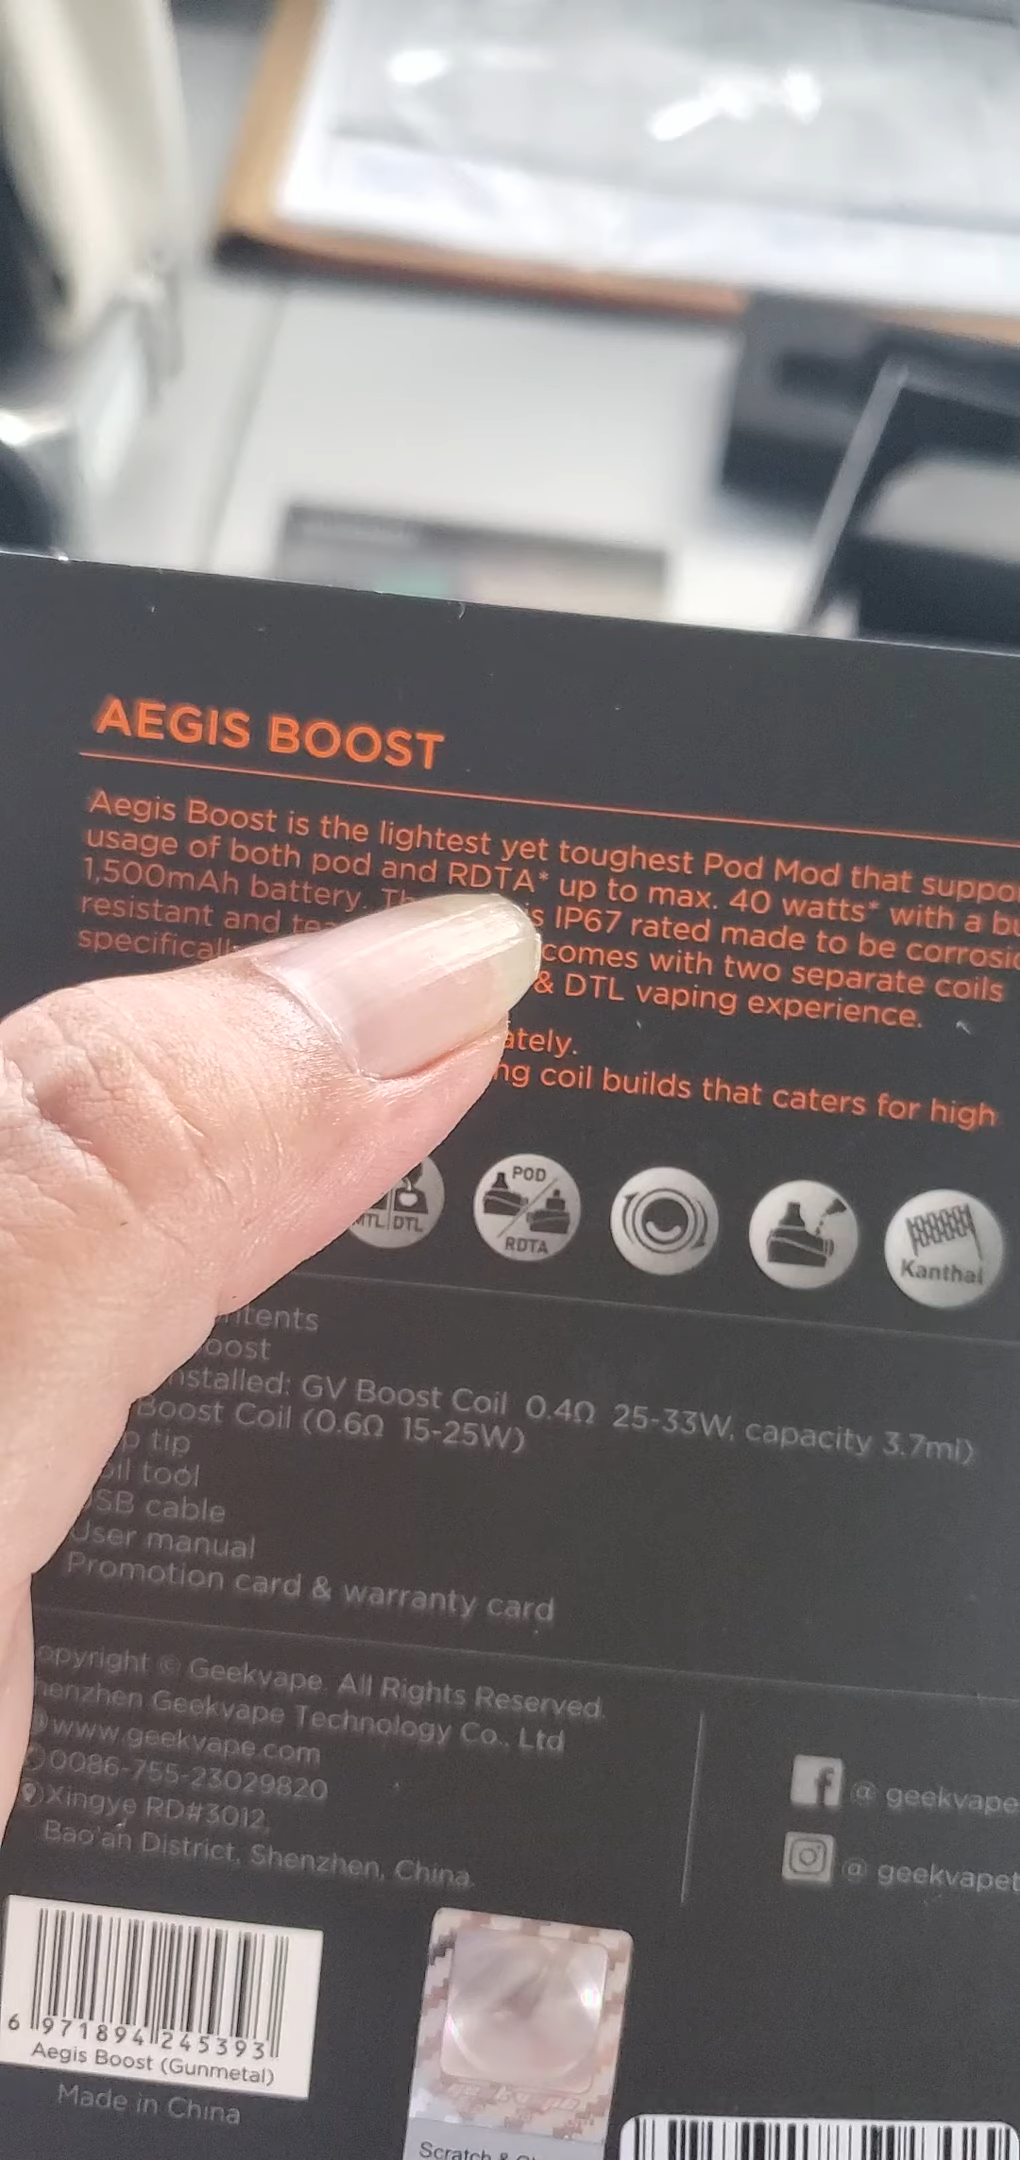 AEGIS BOOST
Aegis Boost is the lightest yet toughest Pod Mod that suppo
usage of both pod and RDTA* up to max. 40 watts* with a bu
1,500mAh battery. Th is IP67 rated made to be corrosio
resistant and tea comes with two separate coils
specifical & DTL vaping experience.
ately.
ng coil builds that caters for high
MTL DTL
POD
RDTA
Kanthal
ntents
oost
nstalled: GV Boost Coil 0.4Ω 25-33W, capacity 3.7ml)
Boost Coil (0.6Ω 15-25W)
p tip
oil tool
USB cable
User manual
Promotion card & warranty card
opyright © Geekvape. All Rights Reserved.
henzhen Geekvape Technology Co., Ltd
www.geekvape.com
0086-755-23029820
Xingye RD#3012,
Bao'an District, Shenzhen, China.
@ geekvape
@ geekvapet
6 971894 245393
Aegis Boost (Gunmetal)
Made in China
Scratch &